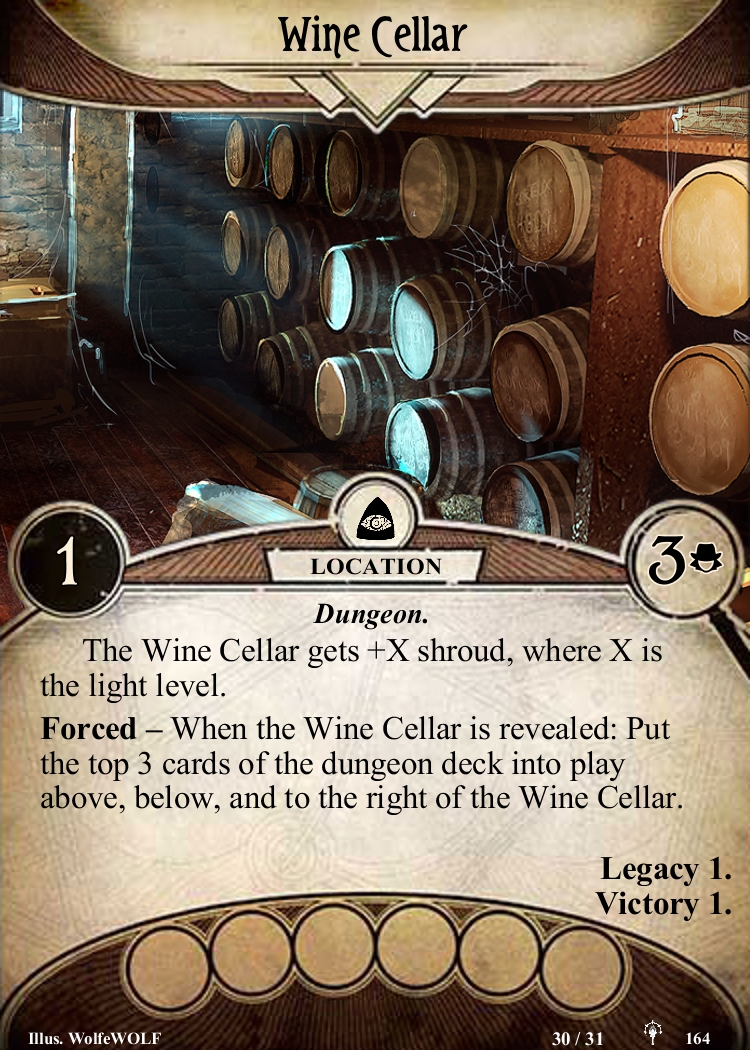 Wine Cellar
1
LOCATION
3
Dungeon.
The Wine Cellar gets +X shroud, where X is
the light level.
Forced – When the Wine Cellar is revealed: Put
the top 3 cards of the dungeon deck into play
above, below, and to the right of the Wine Cellar.
Legacy 1.
Victory 1.
Illus. WolfeWOLF
30 / 31
164